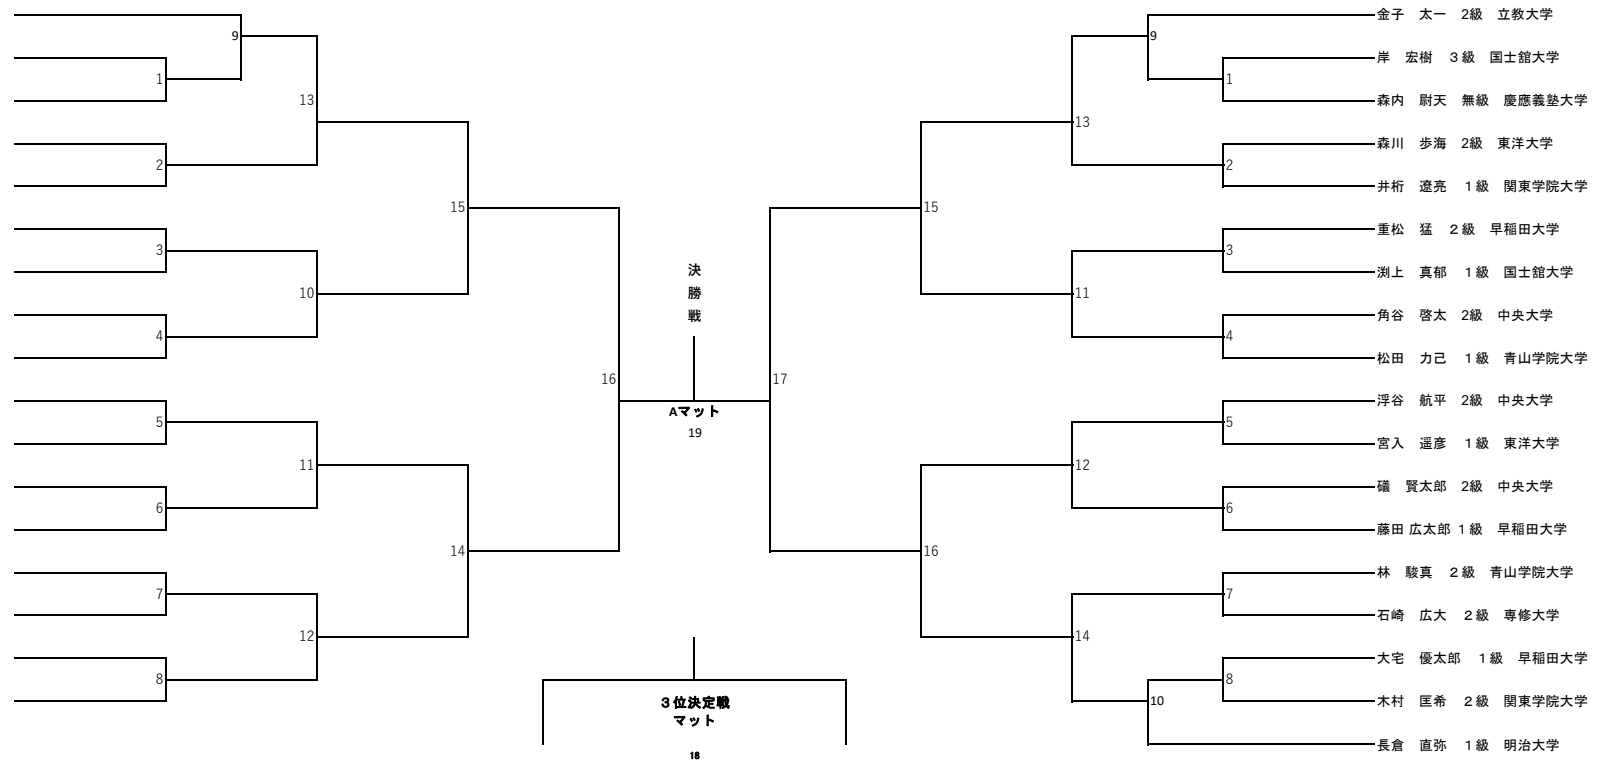 9
1
13
2
15
3
10
4
16
5
11
6
14
7
12
8
決
勝
戦
Aマット
19
3位決定戦
マット
18
金子 太一 2級 立教大学
9
岸 宏樹 3級 国士舘大学
1
森内 尉天 無級 慶應義塾大学
13
森川 歩海 2級 東洋大学
2
井桁 遼亮 1級 関東学院大学
15
重松 猛 2級 早稲田大学
3
渕上 真郁 1級 国士舘大学
11
角谷 啓太 2級 中央大学
4
松田 力己 1級 青山学院大学
17
浮谷 航平 2級 中央大学
5
宮入 遥彦 1級 東洋大学
12
礒 賢太郎 2級 中央大学
6
藤田 広太郎 1級 早稲田大学
16
林 駿真 2級 青山学院大学
7
石崎 広大 2級 専修大学
14
大宅 優太郎 1級 早稲田大学
8
木村 匡希 2級 関東学院大学
10
長倉 直弥 1級 明治大学